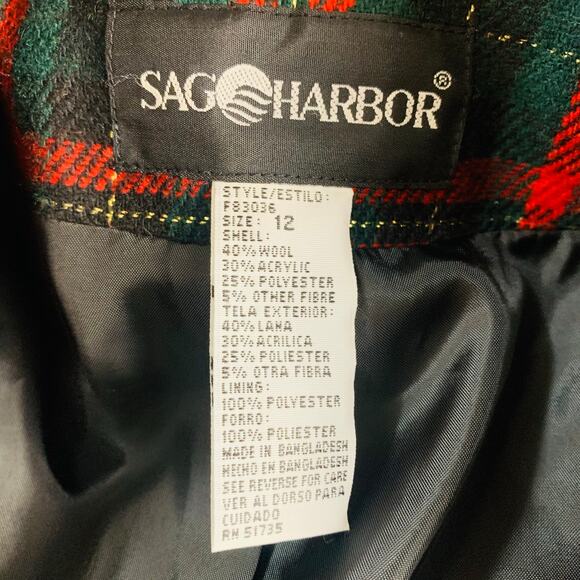 SAG HARBOR®
STYLE/ESTILO:
F83036
SIZE: 12
SHELL:
40% WOOL
30% ACRYLIC
25% POLYESTER
5% OTHER FIBRE
TELA EXTERIOR:
40% LANA
30% ACRILICA
25% POLIESTER
5% OTRA FIBRA
LINING:
100% POLYESTER
FORRO:
100% POLIESTER
MADE IN BANGLADESH
HECHO EN BANGLADESH
SEE REVERSE FOR CARE
VER AL DORSO PARA
CUIDADO
RN 51735